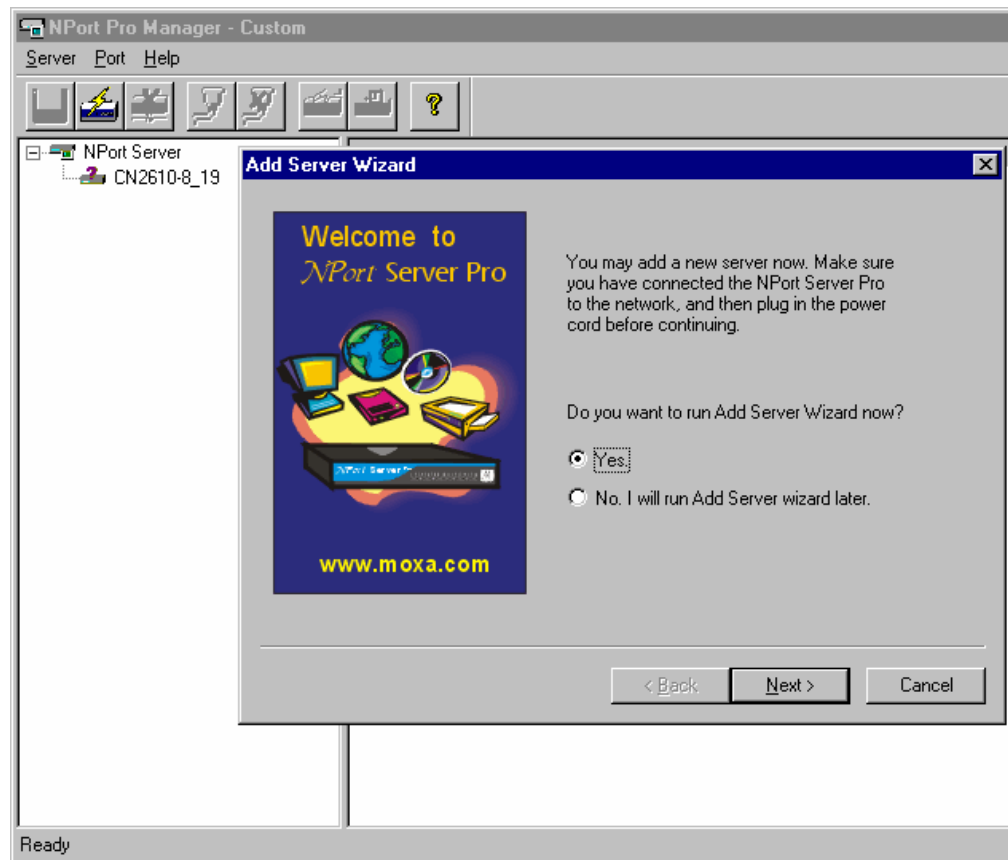 NPort Pro Manager - Custom
Server Port Help
NPort Server
CN2610-8_19
Add Server Wizard
Welcome to
NPort Server Pro
NPort Server
www.moxa.com
You may add a new server now. Make sure
you have connected the NPort Server Pro
to the network, and then plug in the power
cord before continuing.
Do you want to run Add Server Wizard now?
Yes.
No. I will run Add Server wizard later.
< Back
Next >
Cancel
Ready